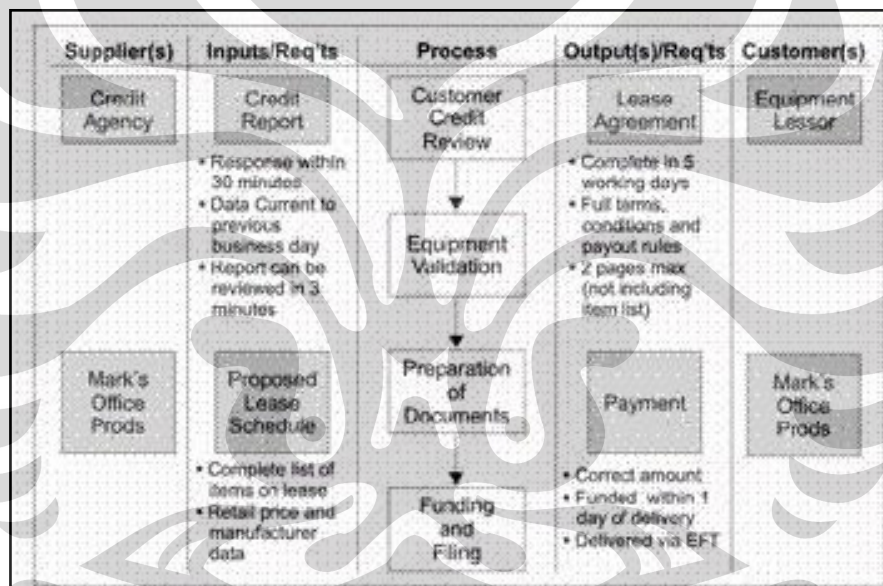 Supplier(s) Inputs/Req'ts Process Output(s)/Req'ts Customer(s)
Credit
Agency
Credit
Report
• Response within
30 minutes
• Data Current to
previous
business day
• Report can be
reviewed in 3
minutes
Customer
Credit
Review
Lease
Agreement
• Complete in 5
working days
• Full terms,
conditions and
payout rules
• 2 pages max
(not including
item list)
Equipment
Lessor
Equipment
Validation
Mark's
Office
Prods
Proposed
Lease
Schedule
• Complete list of
items on lease
• Retail price and
manufacturer
data
Preparation
of
Documents
Funding
and
Filing
Payment
• Correct amount
• Funded within 1
day of delivery
• Delivered via EFT
Mark's
Office
Prods